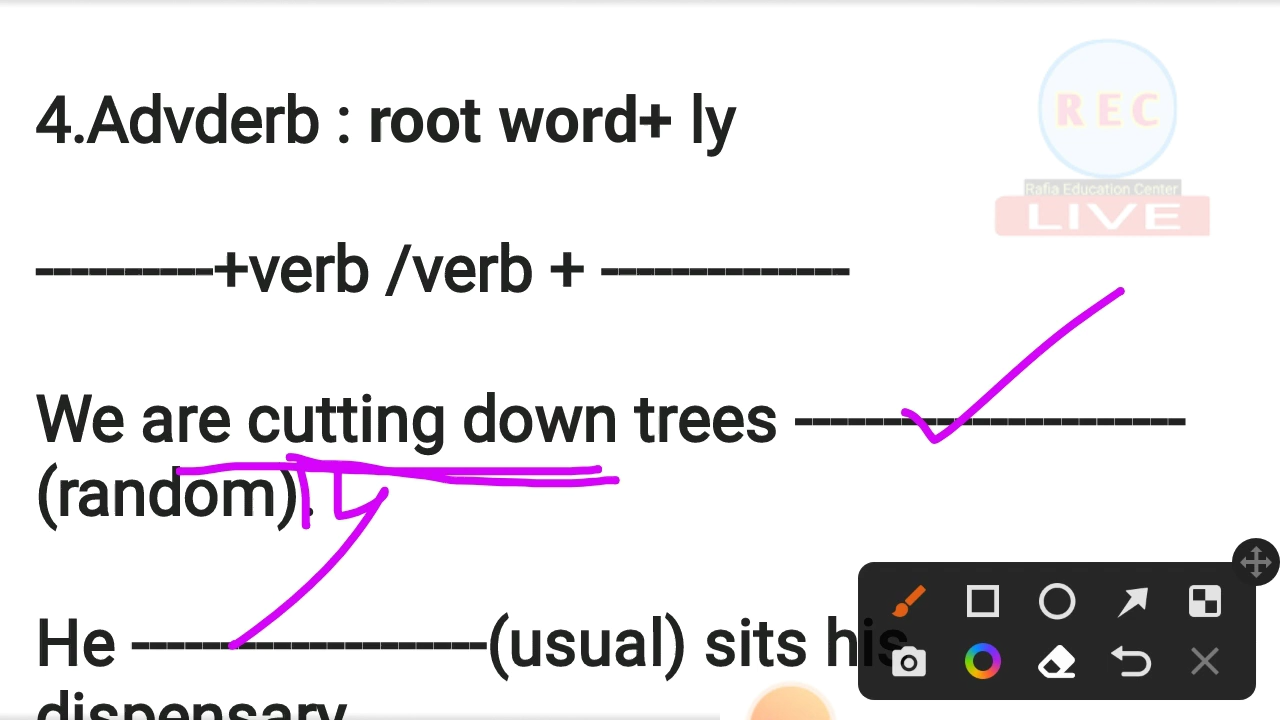 REC
4.Advderb : root word+ ly
Rafia Education Center
LIVE
----------+verb /verb + --------------
We are cutting down trees ----------------------
(random).
He --------------------(usual) sits his
dispensary